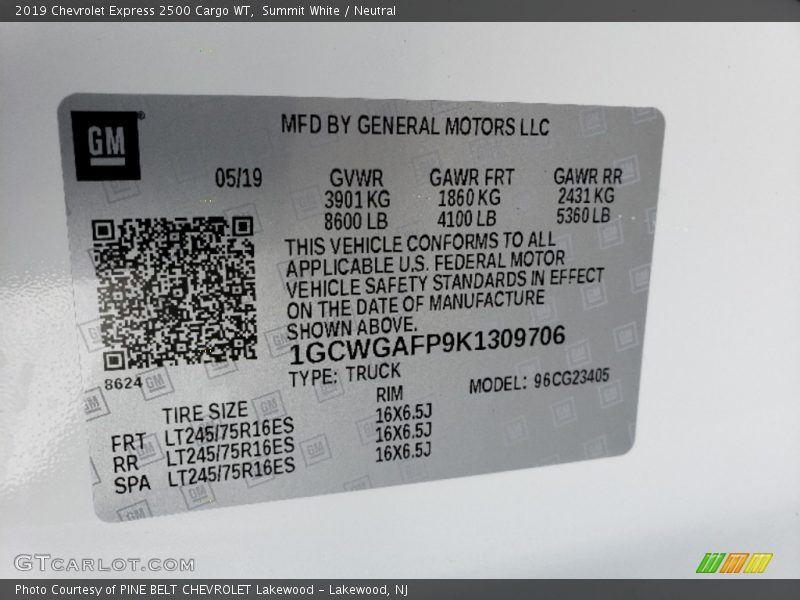 2019 Chevrolet Express 2500 Cargo WT, Summit White / Neutral
GM®
MFD BY GENERAL MOTORS LLC
05/19 GVWR GAWR FRT GAWR RR
3901 KG 1860 KG 2431 KG
8600 LB 4100 LB 5360 LB
THIS VEHICLE CONFORMS TO ALL
APPLICABLE U.S. FEDERAL MOTOR
VEHICLE SAFETY STANDARDS IN EFFECT
ON THE DATE OF MANUFACTURE
SHOWN ABOVE.
1GCWGAFP9K1309706
8624 TYPE: TRUCK MODEL: 96CG23405
TIRE SIZE RIM
FRT LT245/75R16ES 16X6.5J
RR LT245/75R16ES 16X6.5J
SPA LT245/75R16ES 16X6.5J
GTCARLOT.COM
Photo Courtesy of PINE BELT CHEVROLET Lakewood - Lakewood, NJ